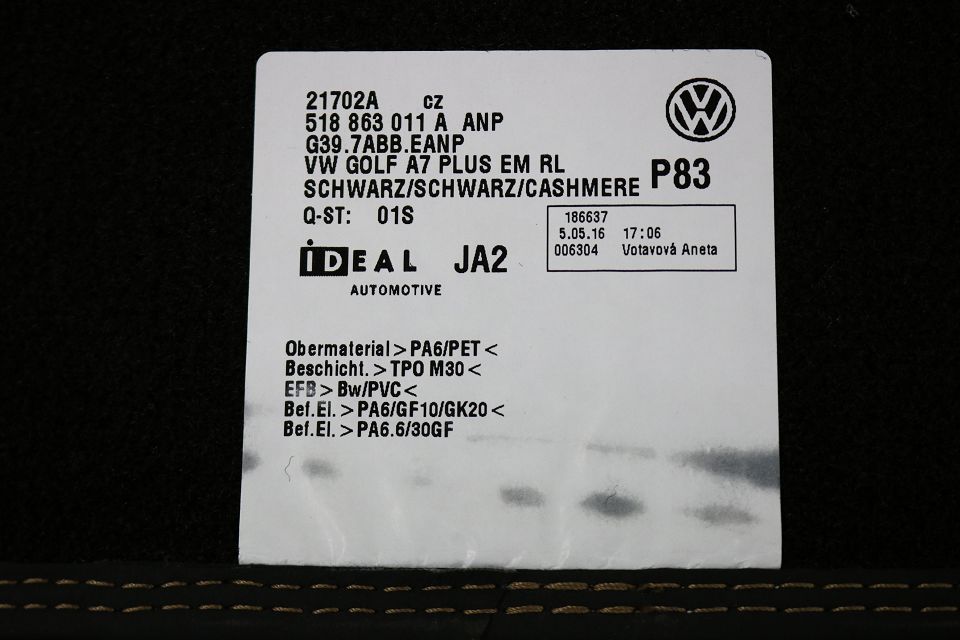 21702A cz
518 863 011 A ANP
G39.7ABB.EANP
VW GOLF A7 PLUS EM RL
SCHWARZ/SCHWARZ/CASHMERE P83
Q-ST: 01S
186637
5.05.16 17:06
006304 Votavová Aneta
iDEAL JA2
AUTOMOTIVE
Obermaterial>PA6/PET<
Beschicht.>TPO M30<
EFB>Bw/PVC<
Bef.El.>PA6/GF10/GK20<
Bef.El.>PA6.6/30GF